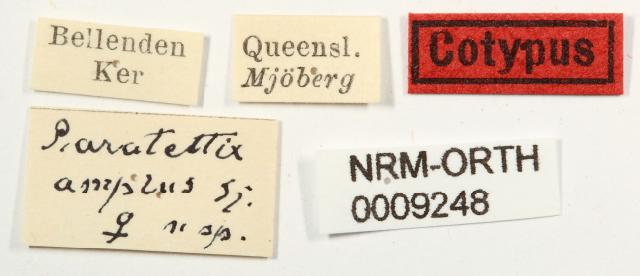 Bellenden
Ker
Queensl.
Mjöberg
Cotypus
Paratettix
amplus Sj.
♀ n sp.
NRM-ORTH
0009248